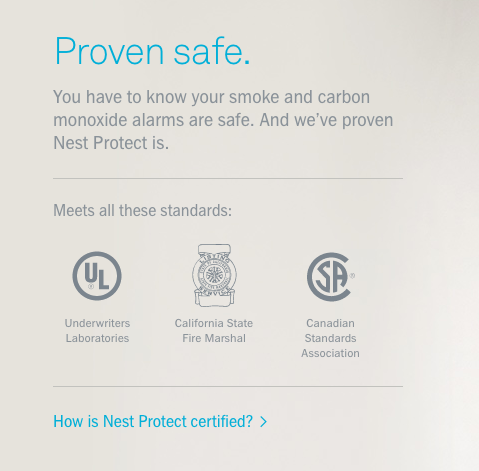 Proven safe.
You have to know your smoke and carbon
monoxide alarms are safe. And we've proven
Nest Protect is.
Meets all these standards:
UL
®
SA
®
Underwriters
Laboratories
California State
Fire Marshal
Canadian
Standards
Association
How is Nest Protect certified?